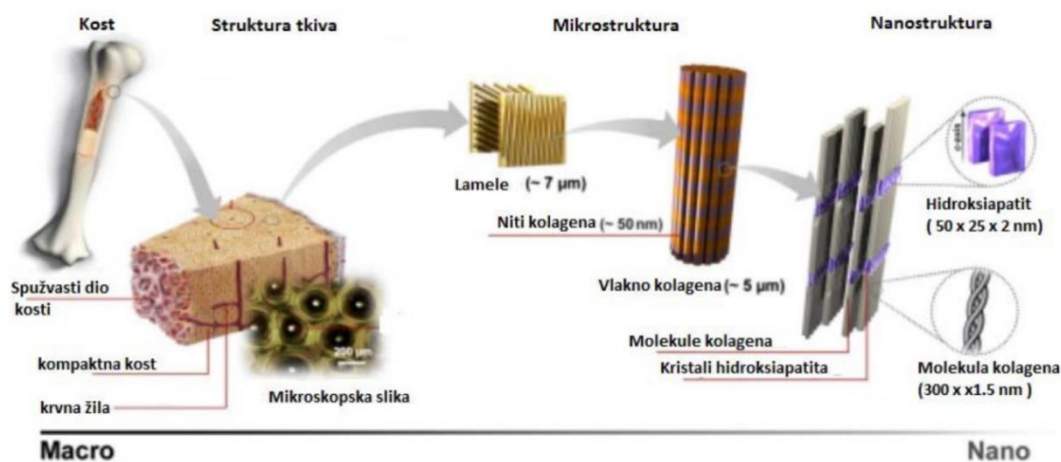 Kost
Struktura tkiva
Mikrostruktura
Nanostruktura
c-axis
Lamele (~ 7 µm)
Hidroksiapatit
( 50 x 25 x 2 nm)
Niti kolagena (~ 50 nm)
Spužvasti dio
kosti
Vlakno kolagena (~ 5 µm)
Molekule kolagena
200 µm
kompaktna kost
Kristali hidroksiapatita
Molekula kolagena
(300 x x1.5 nm )
Mikroskopska slika
krvna žila
Macro
Nano